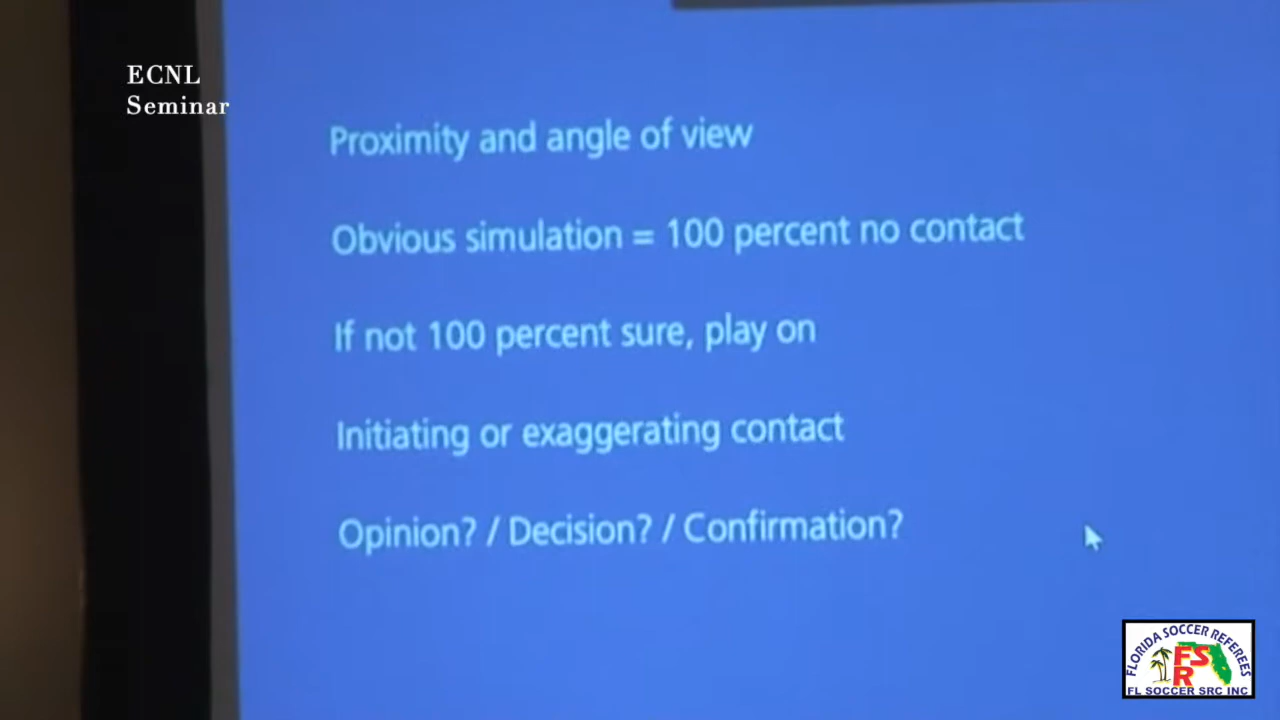 ECNL
Seminar
Proximity and angle of view
Obvious simulation = 100 percent no contact
If not 100 percent sure, play on
Initiating or exaggerating contact
Opinion? / Decision? / Confirmation?
FLORIDA SOCCER REFEREES
FS
R
FL SOCCER SRC INC